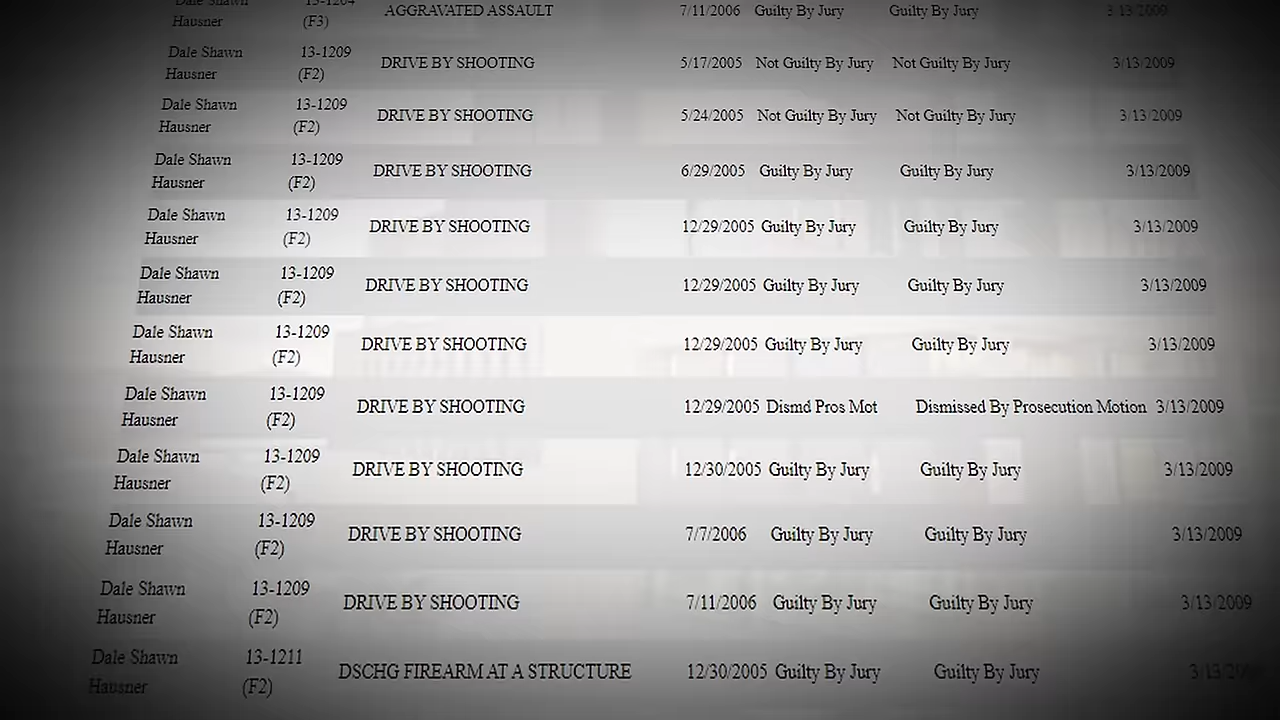 Dale Shawn 13-1204
Hausner (F3) AGGRAVATED ASSAULT 7/11/2006 Guilty By Jury Guilty By Jury 3/13/2009
Dale Shawn 13-1209
Hausner (F2) DRIVE BY SHOOTING 5/17/2005 Not Guilty By Jury Not Guilty By Jury 3/13/2009
Dale Shawn 13-1209
Hausner (F2) DRIVE BY SHOOTING 5/24/2005 Not Guilty By Jury Not Guilty By Jury 3/13/2009
Dale Shawn 13-1209
Hausner (F2) DRIVE BY SHOOTING 6/29/2005 Guilty By Jury Guilty By Jury 3/13/2009
Dale Shawn 13-1209
Hausner (F2) DRIVE BY SHOOTING 12/29/2005 Guilty By Jury Guilty By Jury 3/13/2009
Dale Shawn 13-1209
Hausner (F2) DRIVE BY SHOOTING 12/29/2005 Guilty By Jury Guilty By Jury 3/13/2009
Dale Shawn 13-1209
Hausner (F2) DRIVE BY SHOOTING 12/29/2005 Guilty By Jury Guilty By Jury 3/13/2009
Dale Shawn 13-1209
Hausner (F2) DRIVE BY SHOOTING 12/29/2005 Dismd Pros Mot Dismissed By Prosecution Motion 3/13/2009
Dale Shawn 13-1209
Hausner (F2) DRIVE BY SHOOTING 12/30/2005 Guilty By Jury Guilty By Jury 3/13/2009
Dale Shawn 13-1209
Hausner (F2) DRIVE BY SHOOTING 7/7/2006 Guilty By Jury Guilty By Jury 3/13/2009
Dale Shawn 13-1209
Hausner (F2) DRIVE BY SHOOTING 7/11/2006 Guilty By Jury Guilty By Jury 3/13/2009
Dale Shawn 13-1211
Hausner (F2) DSCHG FIREARM AT A STRUCTURE 12/30/2005 Guilty By Jury Guilty By Jury